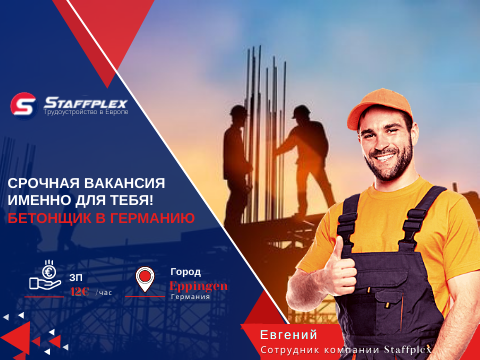 STAFFPLEX
Трудоустройство в Европе
СРОЧНАЯ ВАКАНСИЯ
ИМЕННО ДЛЯ ТЕБЯ!
БЕТОНЩИК В ГЕРМАНИЮ
ЗП
12€ /час
Город
Eppingen
Германия
Евгений
Сотрудник компании Staffplex